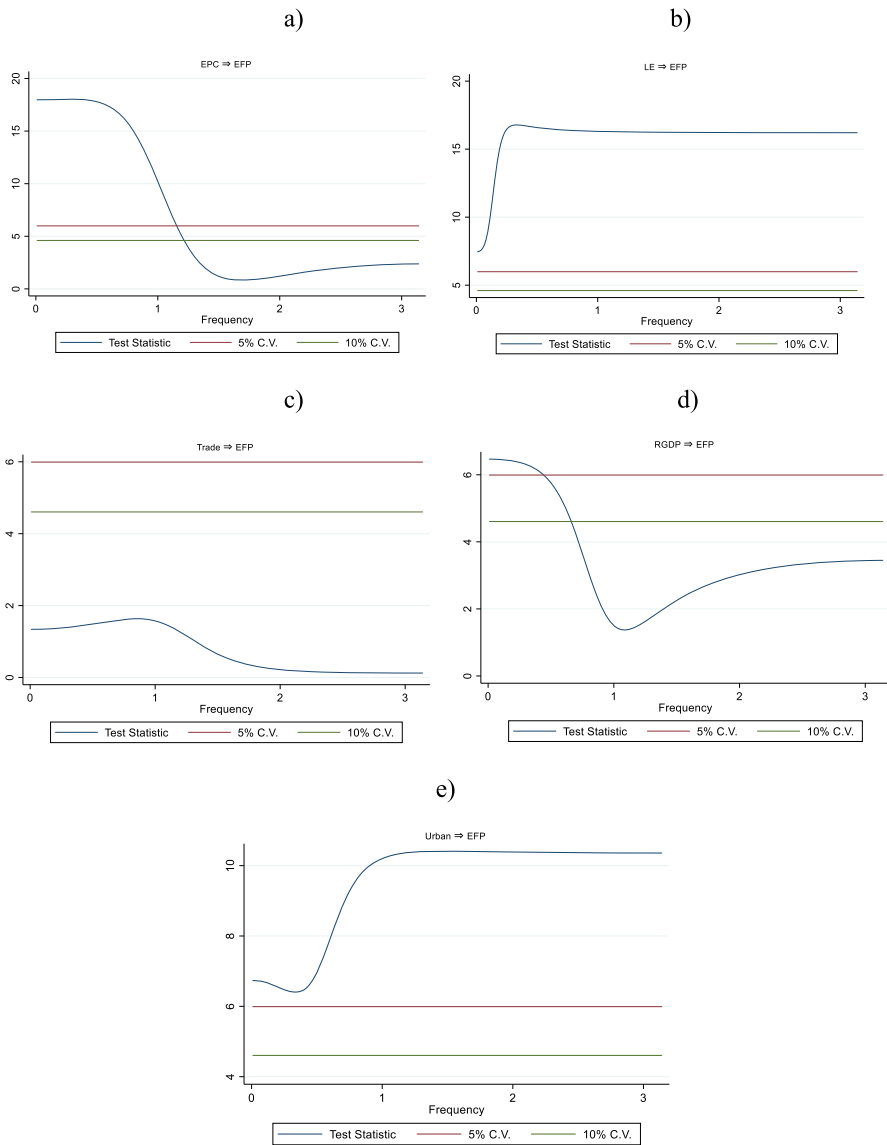 a)
EPC ⇒ EFP
20
15
10
5
0
0 1 2 3
Frequency
Test Statistic 5% C.V. 10% C.V.
b)
LE ⇒ EFP
20
15
10
5
0 1 2 3
Frequency
Test Statistic 5% C.V. 10% C.V.
c)
Trade ⇒ EFP
6
4
2
0
0 1 2 3
Frequency
Test Statistic 5% C.V. 10% C.V.
d)
RGDP ⇒ EFP
6
4
2
0
0 1 2 3
Frequency
Test Statistic 5% C.V. 10% C.V.
e)
Urban ⇒ EFP
10
8
6
4
0 1 2 3
Frequency
Test Statistic 5% C.V. 10% C.V.